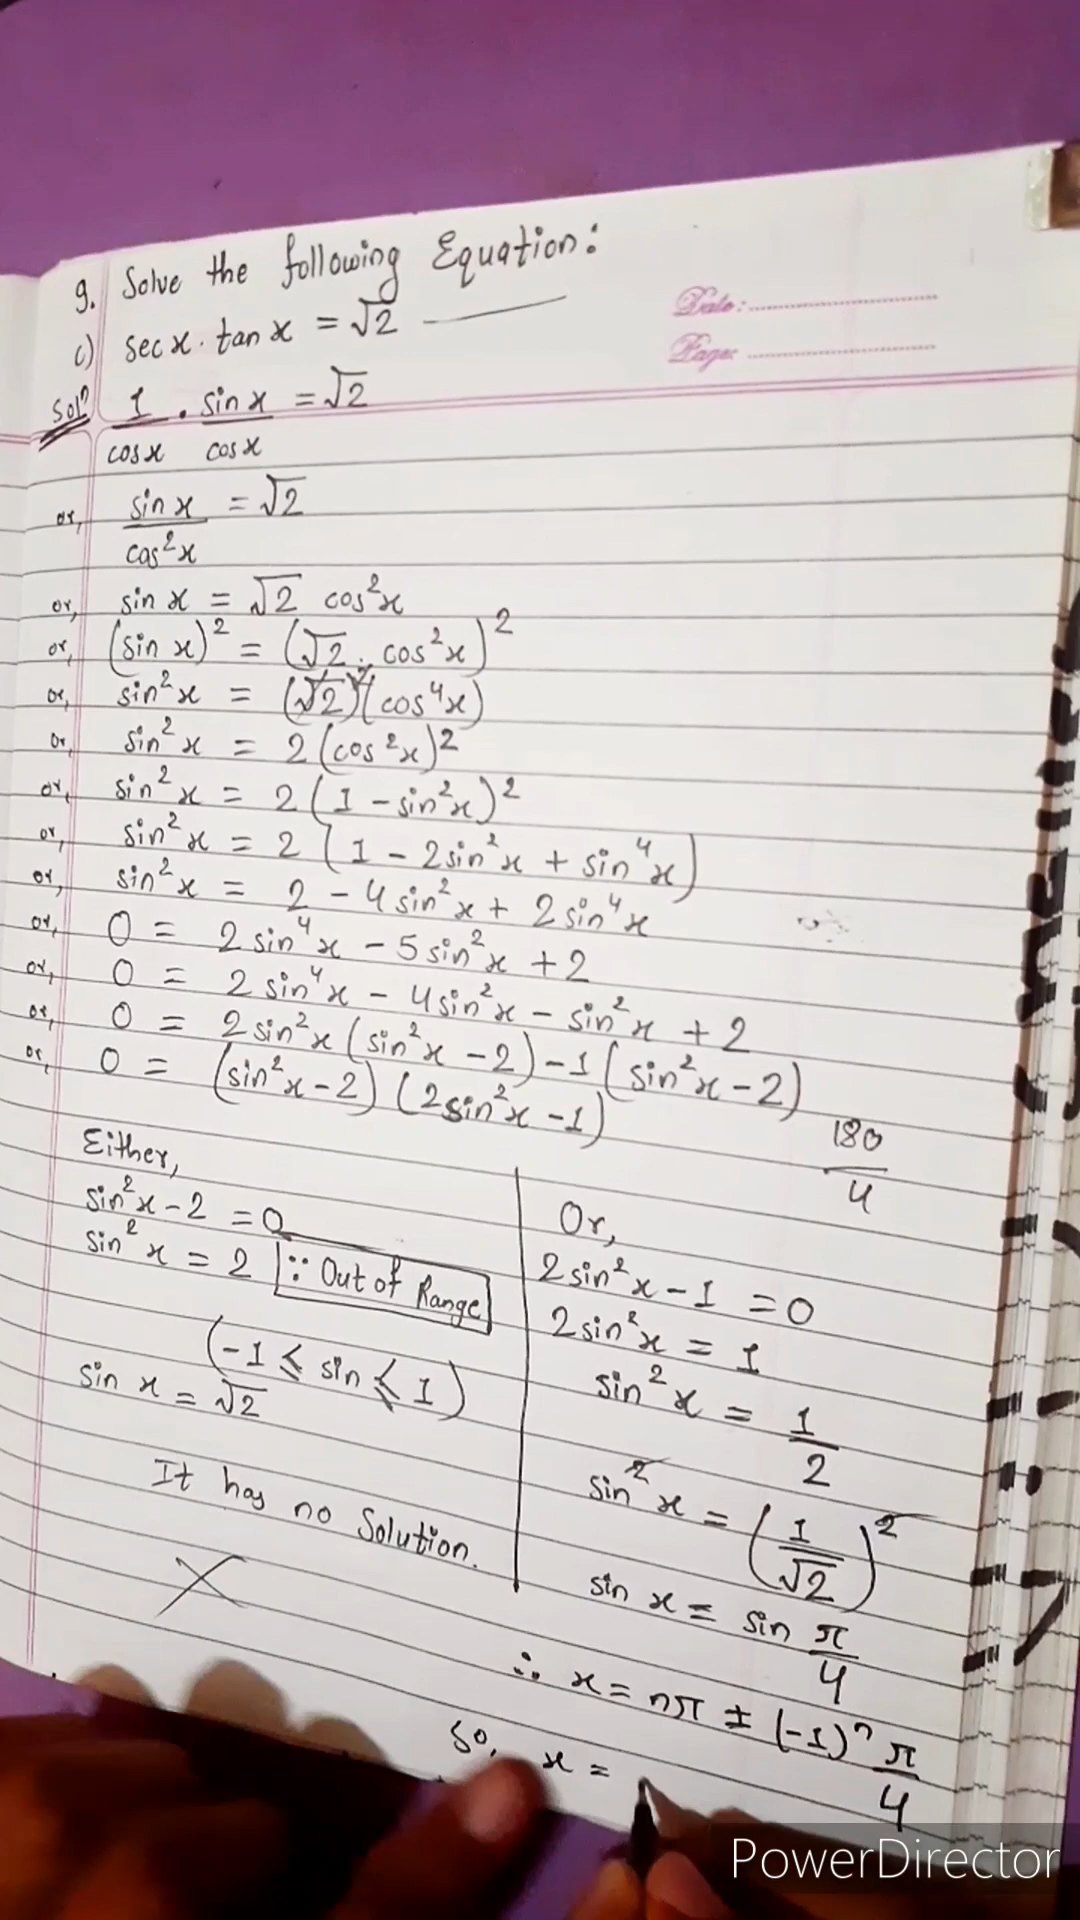 9. Solve the following Equation:
c) sec x . tan x = √2
Date:
Page:
Solⁿ 1/cos x . sin x/cos x = √2
or, sin x/cos²x = √2
or, sin x = √2 cos²x
or, (sin x)² = (√2 . cos²x)²
or, sin²x = (√2)²(cos⁴x)
or, sin²x = 2(cos²x)²
or, sin²x = 2(1 - sin²x)²
or, sin²x = 2(1 - 2sin²x + sin⁴x)
or, sin²x = 2 - 4sin²x + 2sin⁴x
or, 0 = 2sin⁴x - 5sin²x + 2
or, 0 = 2sin⁴x - 4sin²x - sin²x + 2
or, 0 = 2sin²x(sin²x - 2) - 1(sin²x - 2)
or, 0 = (sin²x - 2)(2sin²x - 1)
180/4
Either,
sin²x - 2 = 0
sin²x = 2 ∵ Out of Range
(-1 ≤ sin ≤ 1)
sin x = √2
It has no Solution.
Or,
2sin²x - 1 = 0
2sin²x = 1
sin²x = 1/2
sin²x = (1/√2)²
sin x = sin π/4
∴ x = nπ ± (-1)ⁿ π/4
So, x =
PowerDirector